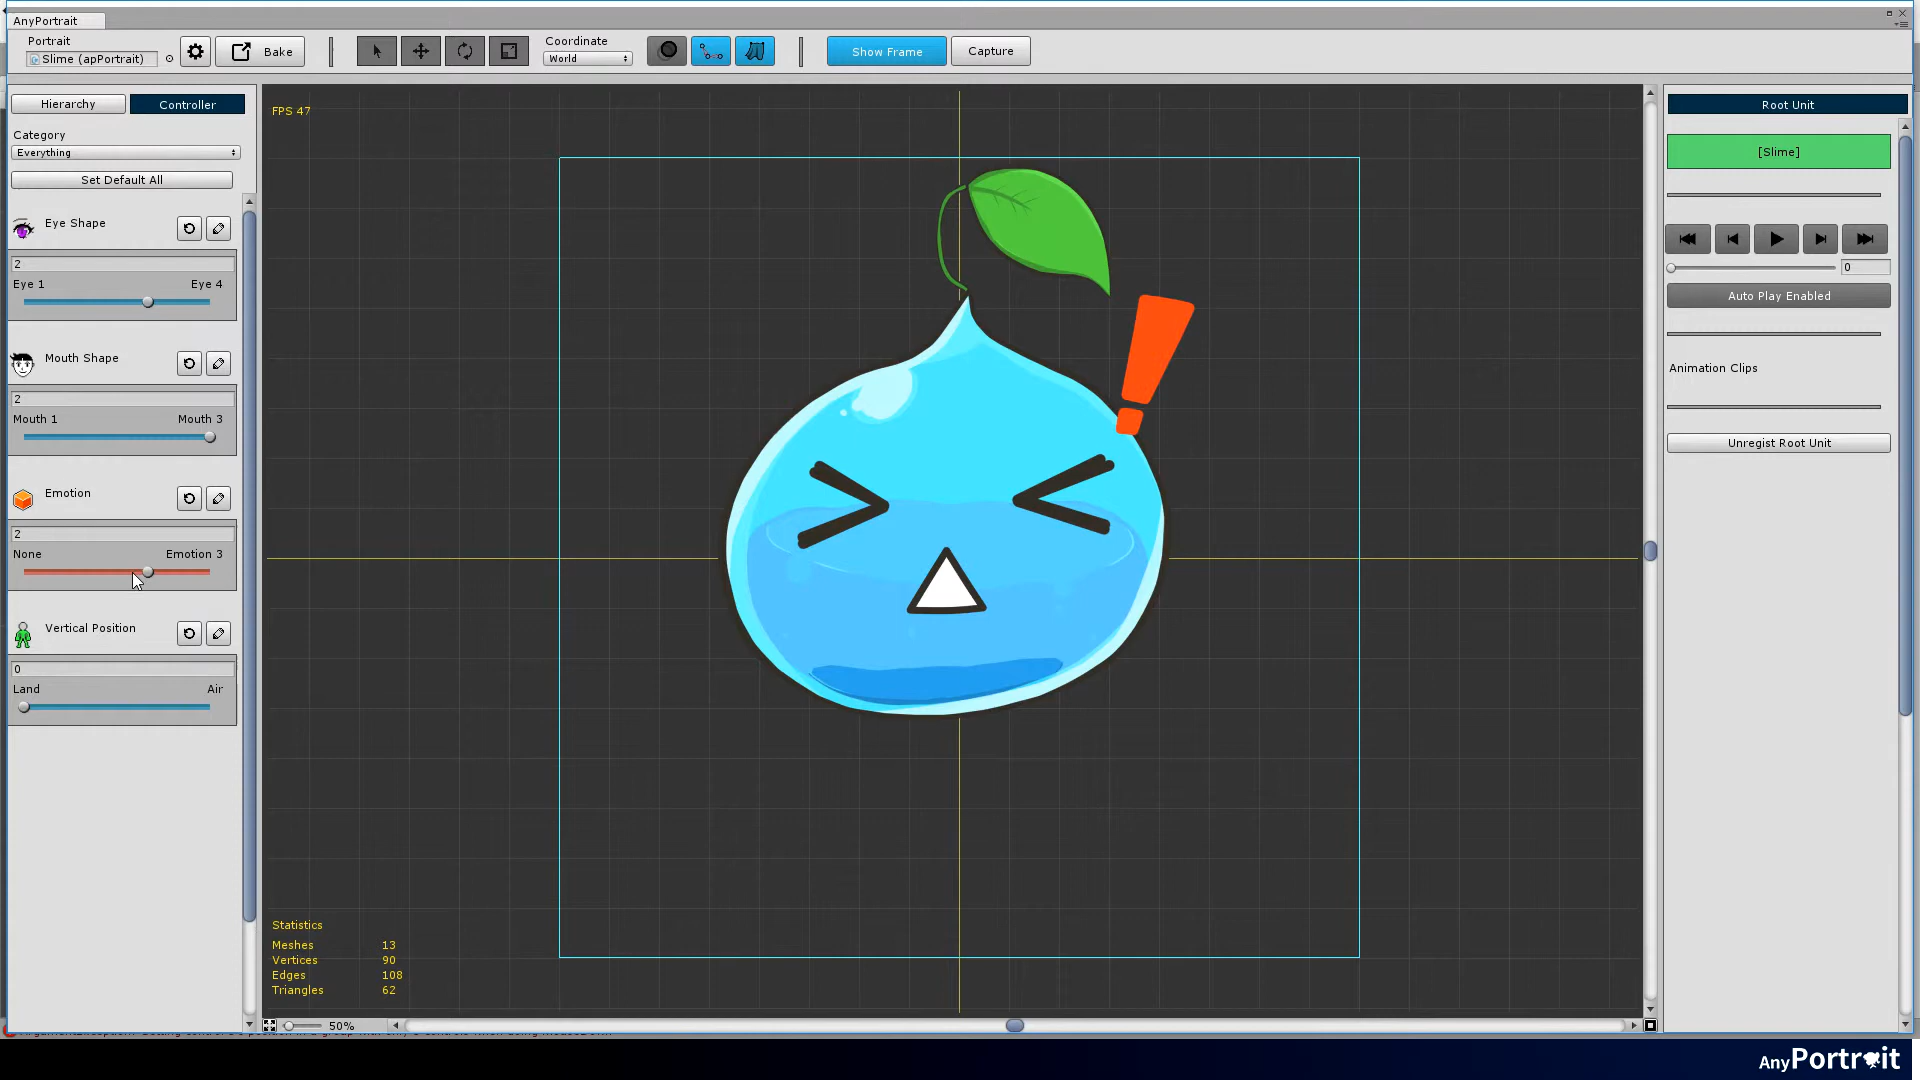 AnyPortrait
Portrait
Slime (apPortrait)
Bake
Coordinate
World
Show Frame
Capture
Hierarchy
Controller
Category
Everything
Set Default All
Eye Shape
2
Eye 1
Eye 4
Mouth Shape
2
Mouth 1
Mouth 3
Emotion
2
None
Emotion 3
Vertical Position
0
Land
Air
FPS 47
Statistics
Meshes 13
Vertices 90
Edges 108
Triangles 62
50%
Root Unit
[Slime]
0
Auto Play Enabled
Animation Clips
Unregist Root Unit
AnyPortrait